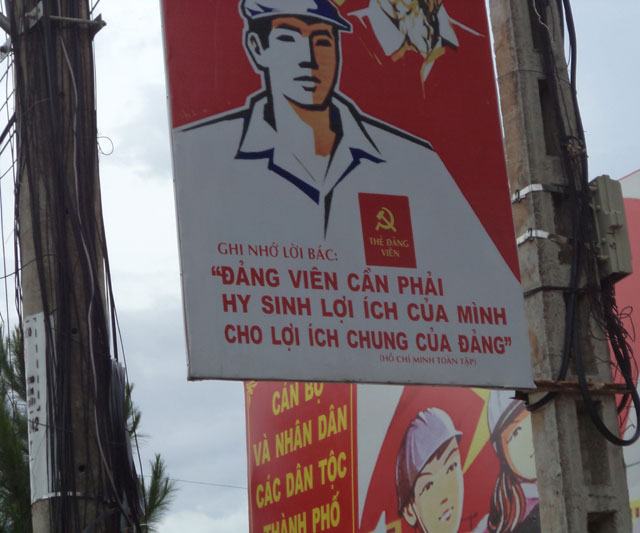 THẺ ĐẢNG
VIÊN
GHI NHỚ LỜI BÁC:
“ĐẢNG VIÊN CẦN PHẢI
HY SINH LỢI ÍCH CỦA MÌNH
CHO LỢI ÍCH CHUNG CỦA ĐẢNG”
(HỒ CHÍ MINH TOÀN TẬP)
CÁN BỘ
VÀ NHÂN DÂN
CÁC DÂN TỘC
THÀNH PHỐ